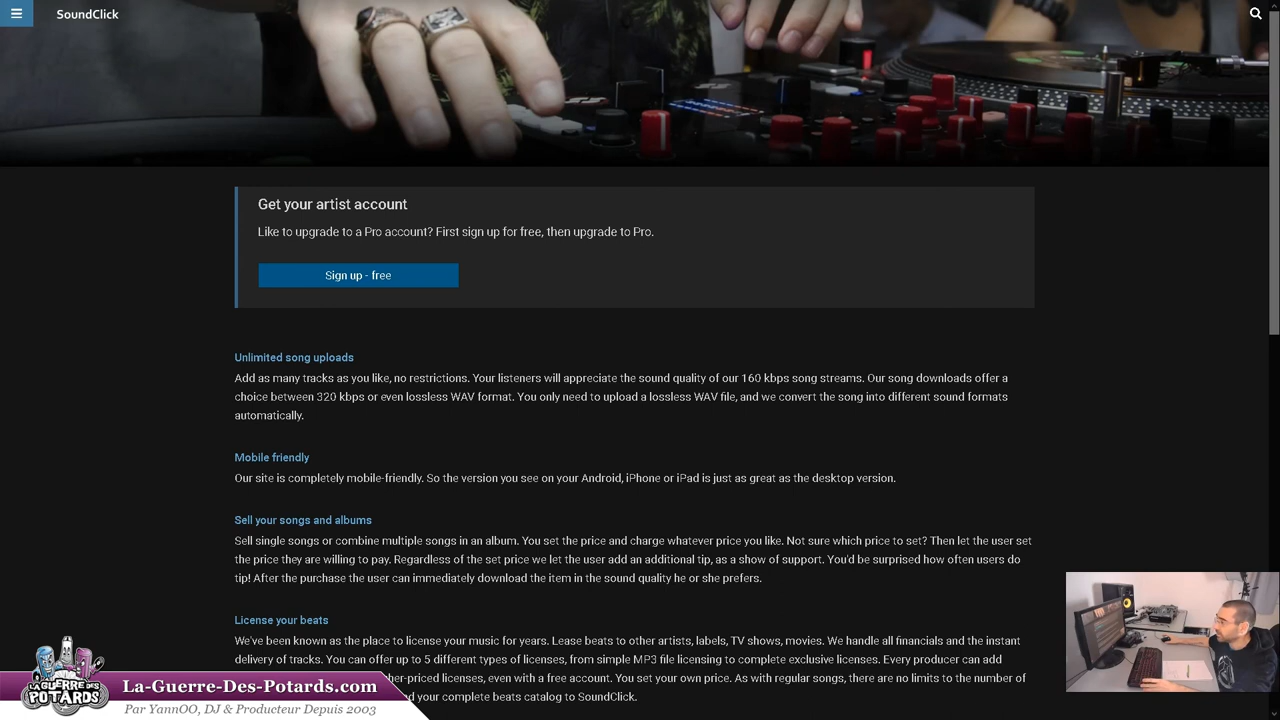 SoundClick
Get your artist account
Like to upgrade to a Pro account? First sign up for free, then upgrade to Pro.
Sign up - free
Unlimited song uploads
Add as many tracks as you like, no restrictions. Your listeners will appreciate the sound quality of our 160 kbps song streams. Our song downloads offer a
choice between 320 kbps or even lossless WAV format. You only need to upload a lossless WAV file, and we convert the song into different sound formats
automatically.
Mobile friendly
Our site is completely mobile-friendly. So the version you see on your Android, iPhone or iPad is just as great as the desktop version.
Sell your songs and albums
Sell single songs or combine multiple songs in an album. You set the price and charge whatever price you like. Not sure which price to set? Then let the user set
the price they are willing to pay. Regardless of the set price we let the user add an additional tip, as a show of support. You'd be surprised how often users do
tip! After the purchase the user can immediately download the item in the sound quality he or she prefers.
License your beats
We've been known as the place to license your music for years. Lease beats to other artists, labels, TV shows, movies. We handle all financials and the instant
delivery of tracks. You can offer up to 5 different types of licenses, from simple MP3 file licensing to complete exclusive licenses. Every producer can add
her-priced licenses, even with a free account. You set your own price. As with regular songs, there are no limits to the number of
d your complete beats catalog to SoundClick.
LA GUERRE DES
POTARDS
La-Guerre-Des-Potards.com
Par YannOO, DJ & Producteur Depuis 2003